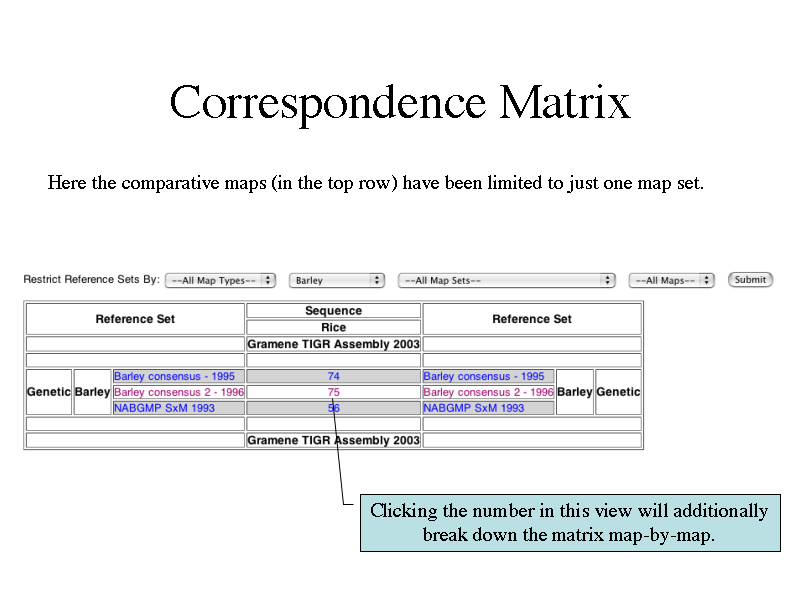 Correspondence Matrix
Here the comparative maps (in the top row) have been limited to just one map set.
Restrict Reference Sets By: --All Map Types-- Barley --All Map Sets-- --All Maps-- Submit
Reference Set Sequence Reference Set
Rice
Gramene TIGR Assembly 2003
Genetic Barley Barley consensus - 1995 74 Barley consensus - 1995 Barley Genetic
Barley consensus 2 - 1996 75 Barley consensus 2 - 1996
NABGMP SxM 1993 56 NABGMP SxM 1993
Gramene TIGR Assembly 2003
Clicking the number in this view will additionally
break down the matrix map-by-map.